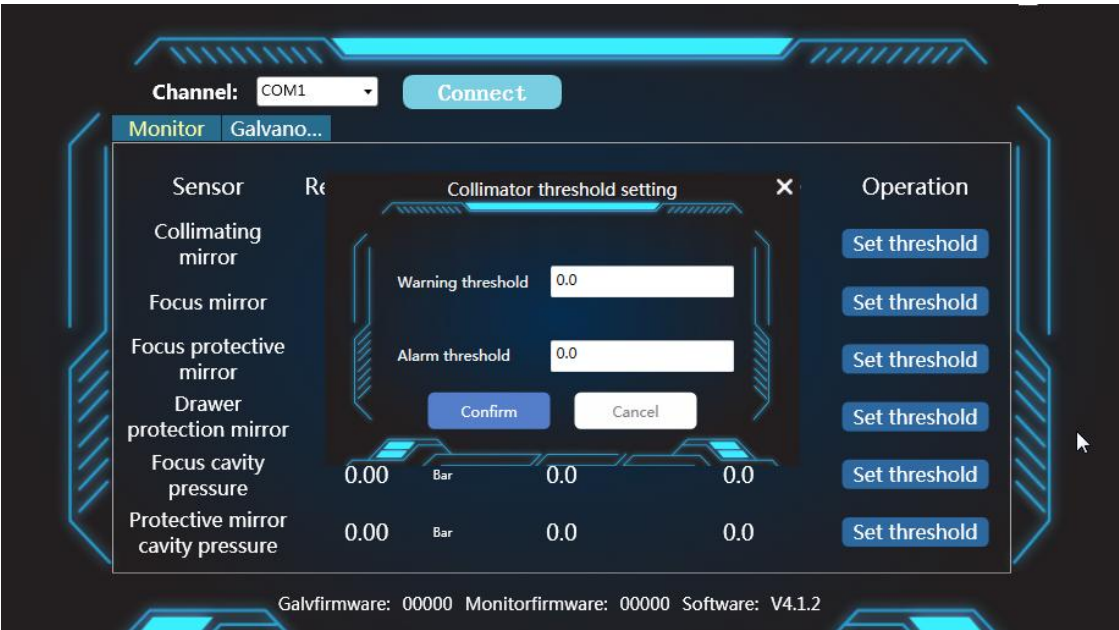 Channel: COM1 Connect
Monitor Galvano...
Sensor Re Operation
Collimator threshold setting
Collimating
mirror
Set threshold
Warning threshold 0.0
Focus mirror Set threshold
Alarm threshold 0.0
Focus protective
mirror
Set threshold
Confirm Cancel
Drawer
protection mirror
Set threshold
Focus cavity
pressure
0.00 Bar 0.0 0.0 Set threshold
Protective mirror
cavity pressure
0.00 Bar 0.0 0.0 Set threshold
Galvfirmware: 00000 Monitorfirmware: 00000 Software: V4.1.2